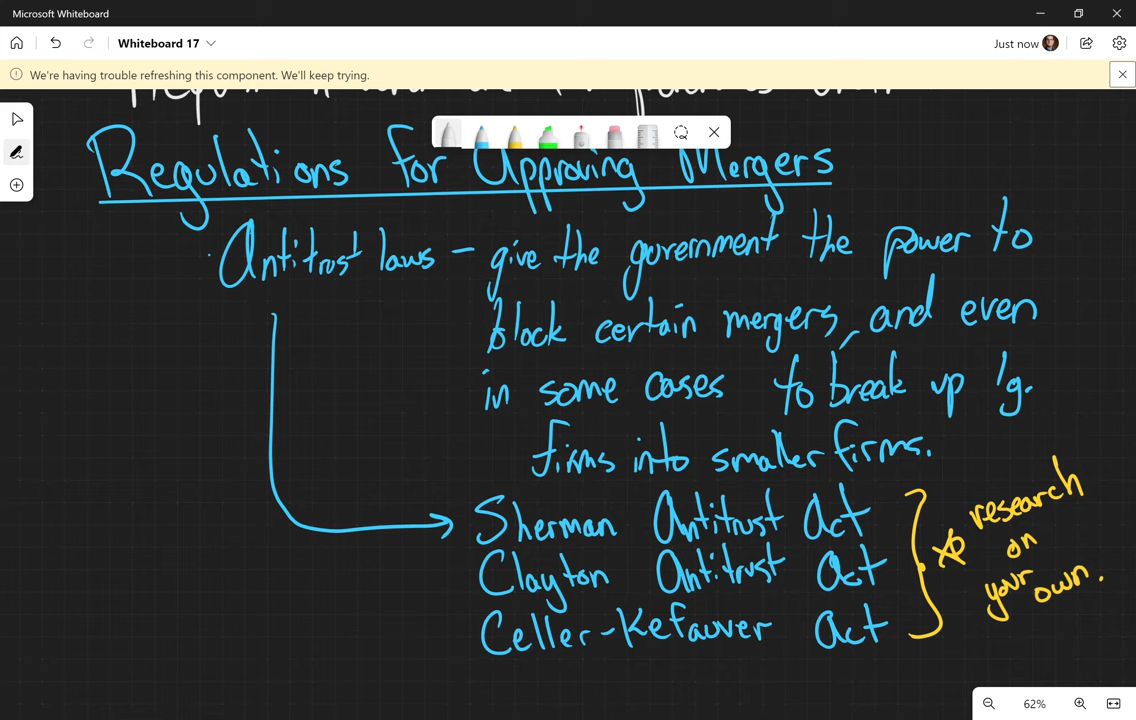 Microsoft Whiteboard
Whiteboard 17
Just now
We're having trouble refreshing this component. We'll keep trying.
Regulations for Approving Mergers
Antitrust laws – give the government the power to
block certain mergers, and even
in some cases to break up lg.
firms into smaller firms.
Sherman Antitrust Act
Clayton Antitrust Act
Celler-Kefauver Act
research
on
your own.
62%